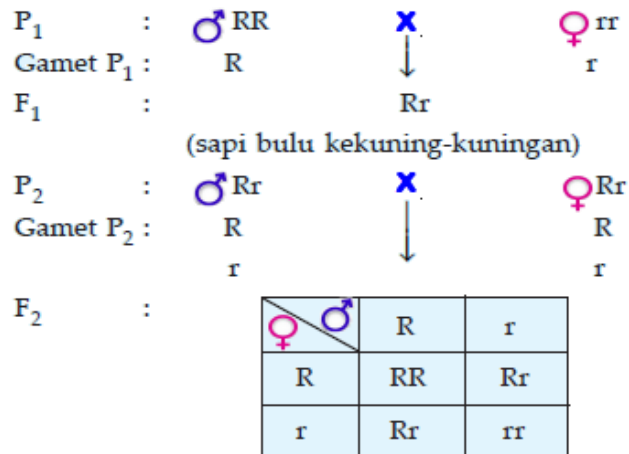 P₁ : ♂ RR × ♀ rr
Gamet P₁ : R ↓ r
F₁ : Rr
(sapi bulu kekuning-kuningan)
P₂ : ♂ Rr × ♀ Rr
Gamet P₂ : R ↓ R
r r
F₂ : ♀ ♂ R r
R RR Rr
r Rr rr